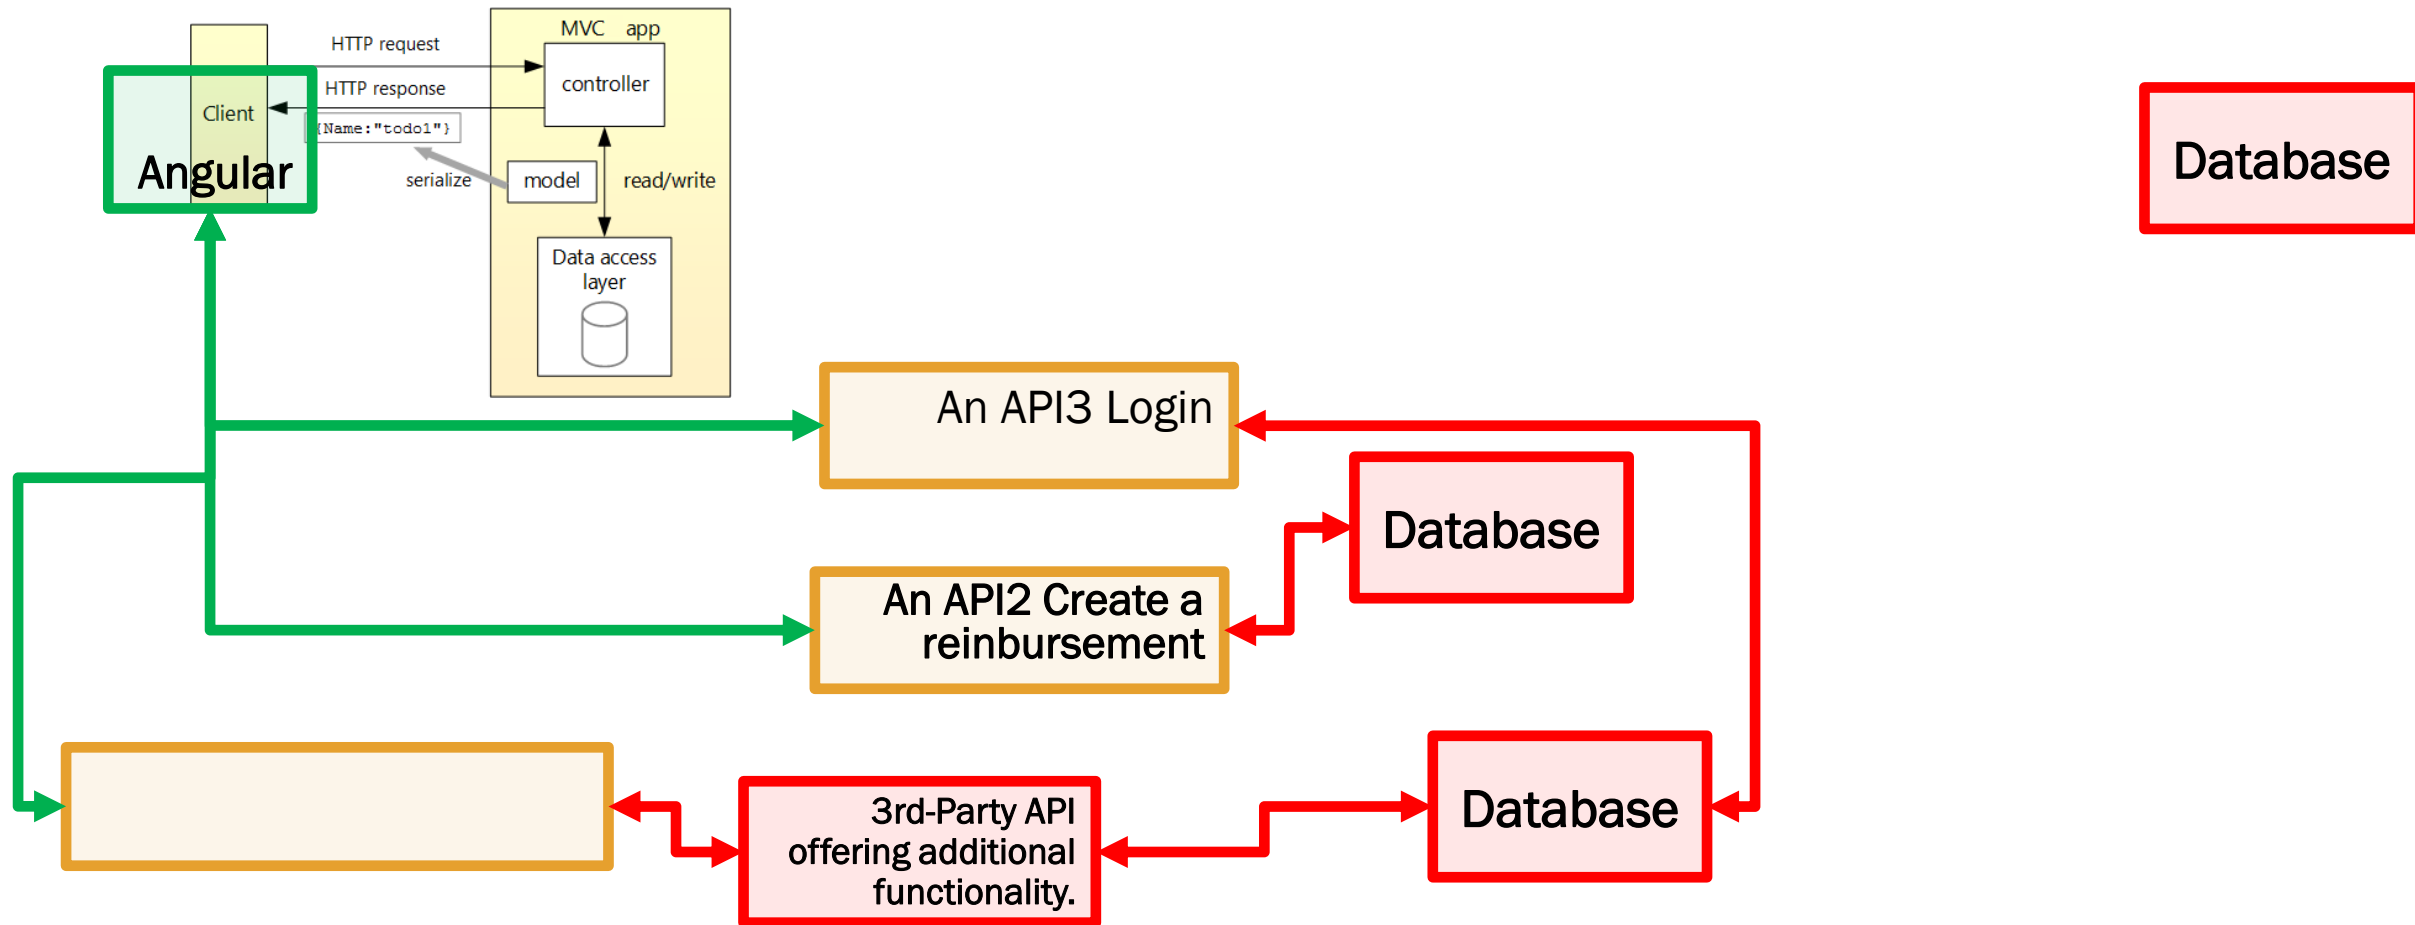 MVC app
HTTP request
controller
HTTP response
Client
{Name:"todo1"}
Angular
serialize
model
read/write
Data access
layer
Database
An API3 Login
Database
An API2 Create a
reinbursement
3rd-Party API
offering additional
functionality.
Database